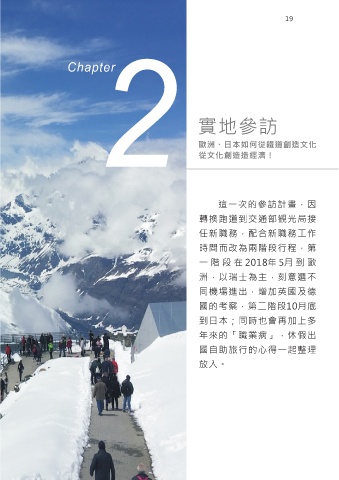 19
Chapter
2
實地參訪
歐洲、日本如何從鐵道創造文化
從文化創造造經濟！
這一次的參訪計畫，因
轉換跑道到交通部觀光局接
任新職務，配合新職務工作
時間而改為兩階段行程，第
一階段在2018年5月到歐
洲，以瑞士為主，刻意選不
同機場進出，增加英國及德
國的考察，第二階段10月底
到日本；同時也會再加上多
年來的「職業病」，休假出
國自助旅行的心得一起整理
放入。